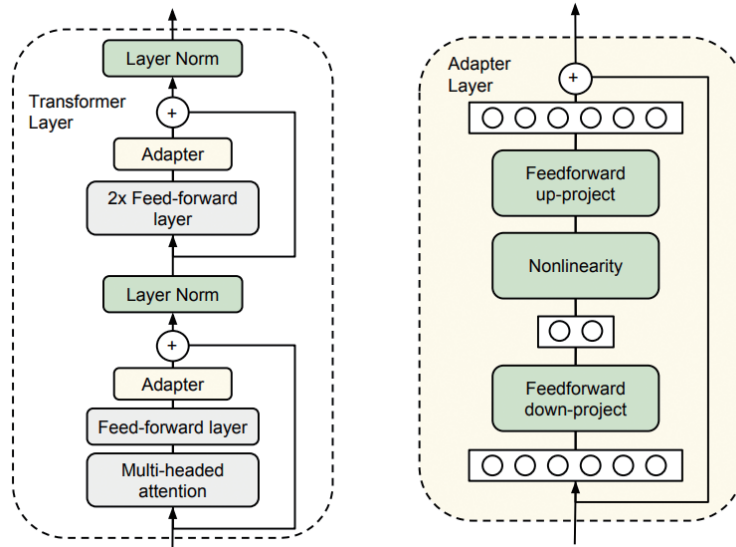 Layer Norm
Transformer
Layer
+
Adapter
2x Feed-forward
layer
Layer Norm
+
Adapter
Feed-forward layer
Multi-headed
attention
Adapter
Layer
+
Feedforward
up-project
Nonlinearity
Feedforward
down-project